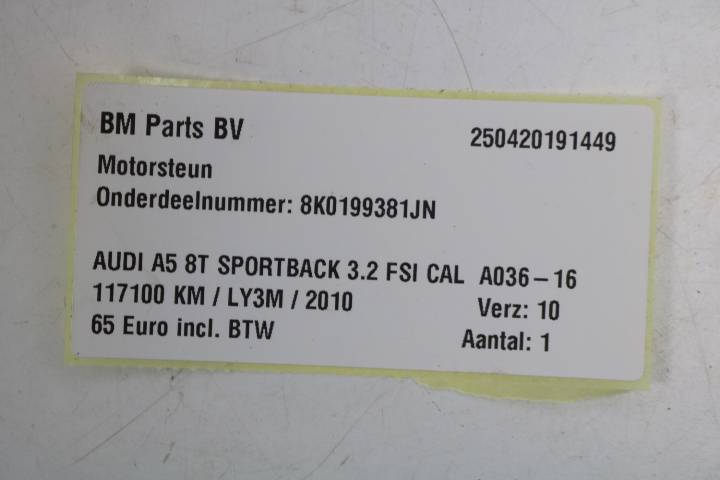 BM Parts BV 250420191449
Motorsteun
Onderdeelnummer: 8K0199381JN
AUDI A5 8T SPORTBACK 3.2 FSI CAL A036-16
117100 KM / LY3M / 2010 Verz: 10
65 Euro incl. BTW Aantal: 1